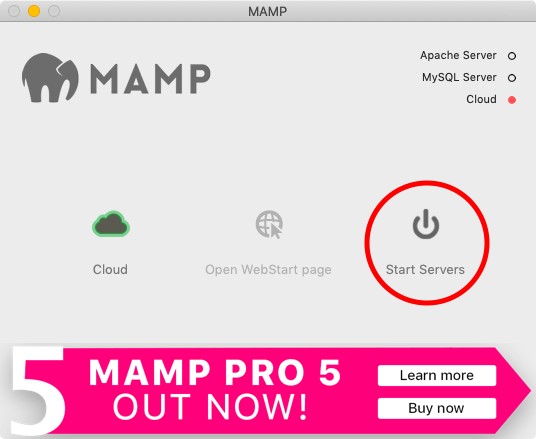 MAMP
MAMP
Apache Server
MySQL Server
Cloud
Cloud
Open WebStart page
Start Servers
5
MAMP PRO 5
OUT NOW!
Learn more
Buy now